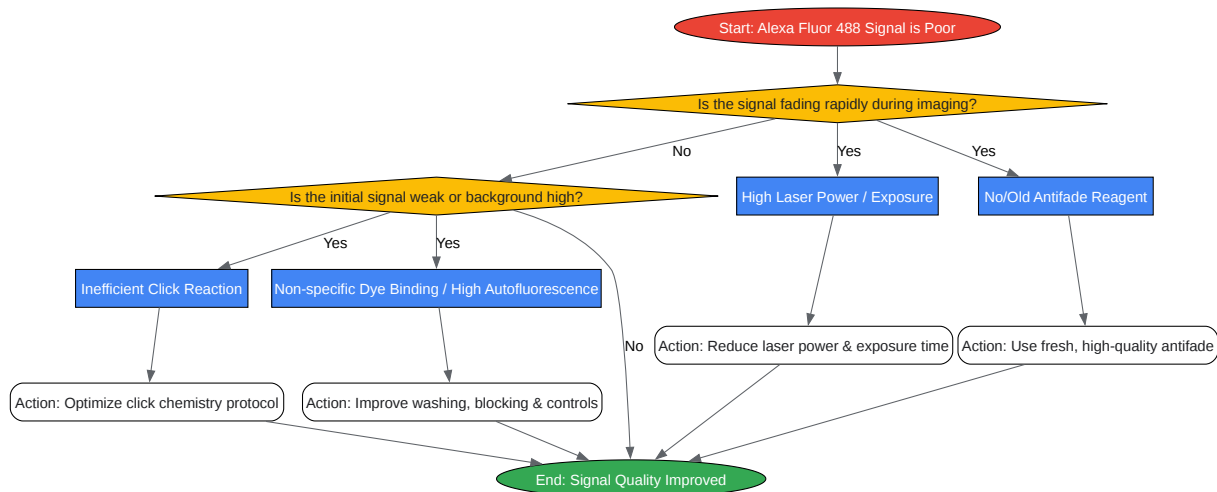 Start: Alexa Fluor 488 Signal is Poor
Is the signal fading rapidly during imaging?
No
Yes
Yes
Is the initial signal weak or background high?
High Laser Power / Exposure
No/Old Antifade Reagent
Yes
Yes
Inefficient Click Reaction
Non-specific Dye Binding / High Autofluorescence
No
Action: Reduce laser power & exposure time
Action: Use fresh, high-quality antifade
Action: Optimize click chemistry protocol
Action: Improve washing, blocking & controls
End: Signal Quality Improved